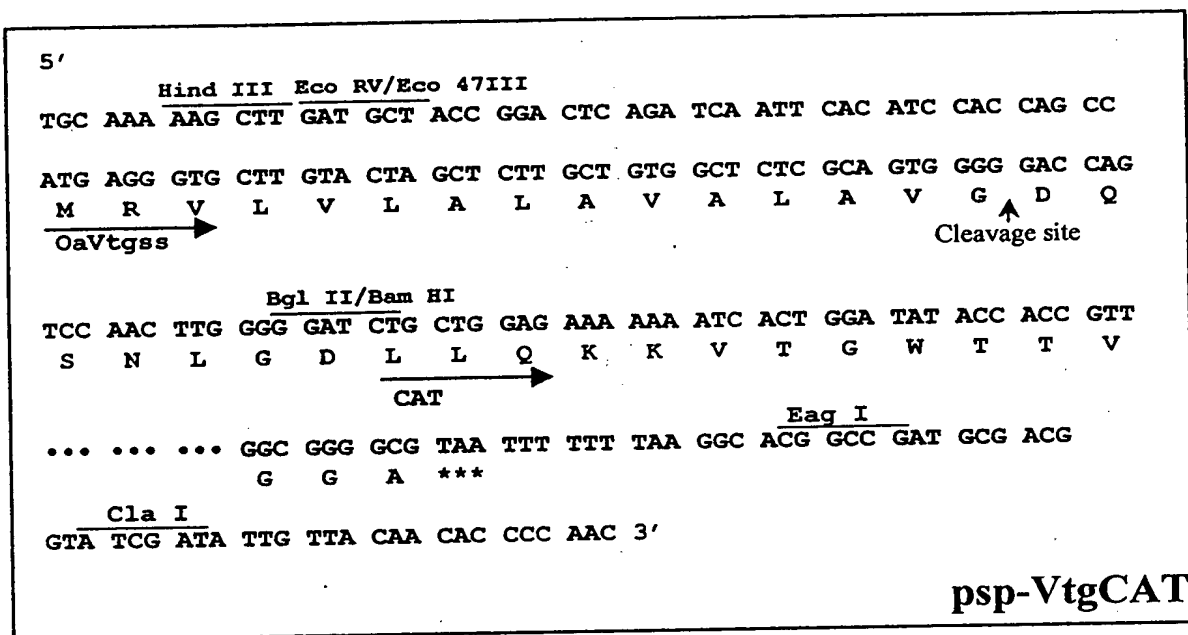 5'
Hind III Eco RV/Eco 47III
TGC AAA AAG CTT GAT GCT ACC GGA CTC AGA TCA ATT CAC ATC CAC CAG CC
ATG AGG GTG CTT GTA CTA GCT CTT GCT GTG GCT CTC GCA GTG GGG GAC CAG
M R V L V L A L A V A L A V G D Q
OaVtgss Cleavage site
Bgl II/Bam HI
TCC AAC TTG GGG GATC CTG CTG GAG AAA AAA ATC ACT GGA TAT ACC ACC GTT
S N L G D L L Q K K V T G W T T V
CAT
Eag I
••• ••• ••• GGC GGG GCG TAA TTT TTT TAA GGC ACG GCC GAT GCG ACG
G G A ***
Cla I
GTA TCG ATA TTG TTA CAA CAC CCC AAC 3'
psp-VtgCAT